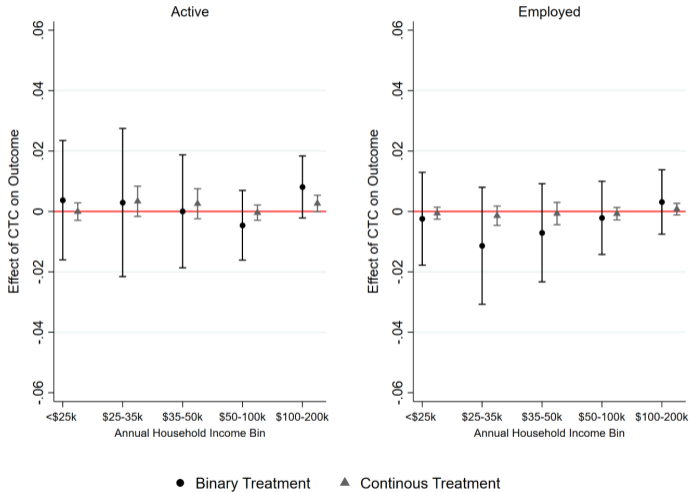 Active
Effect of CTC on Outcome
.06
.04
.02
0
-.02
-.04
-.06
<$25k $25-35k $35-50k $50-100k $100-200k
Annual Household Income Bin
Employed
Effect of CTC on Outcome
.06
.04
.02
0
-.02
-.04
-.06
<$25k $25-35k $35-50k $50-100k $100-200k
Annual Household Income Bin
Binary Treatment Continous Treatment